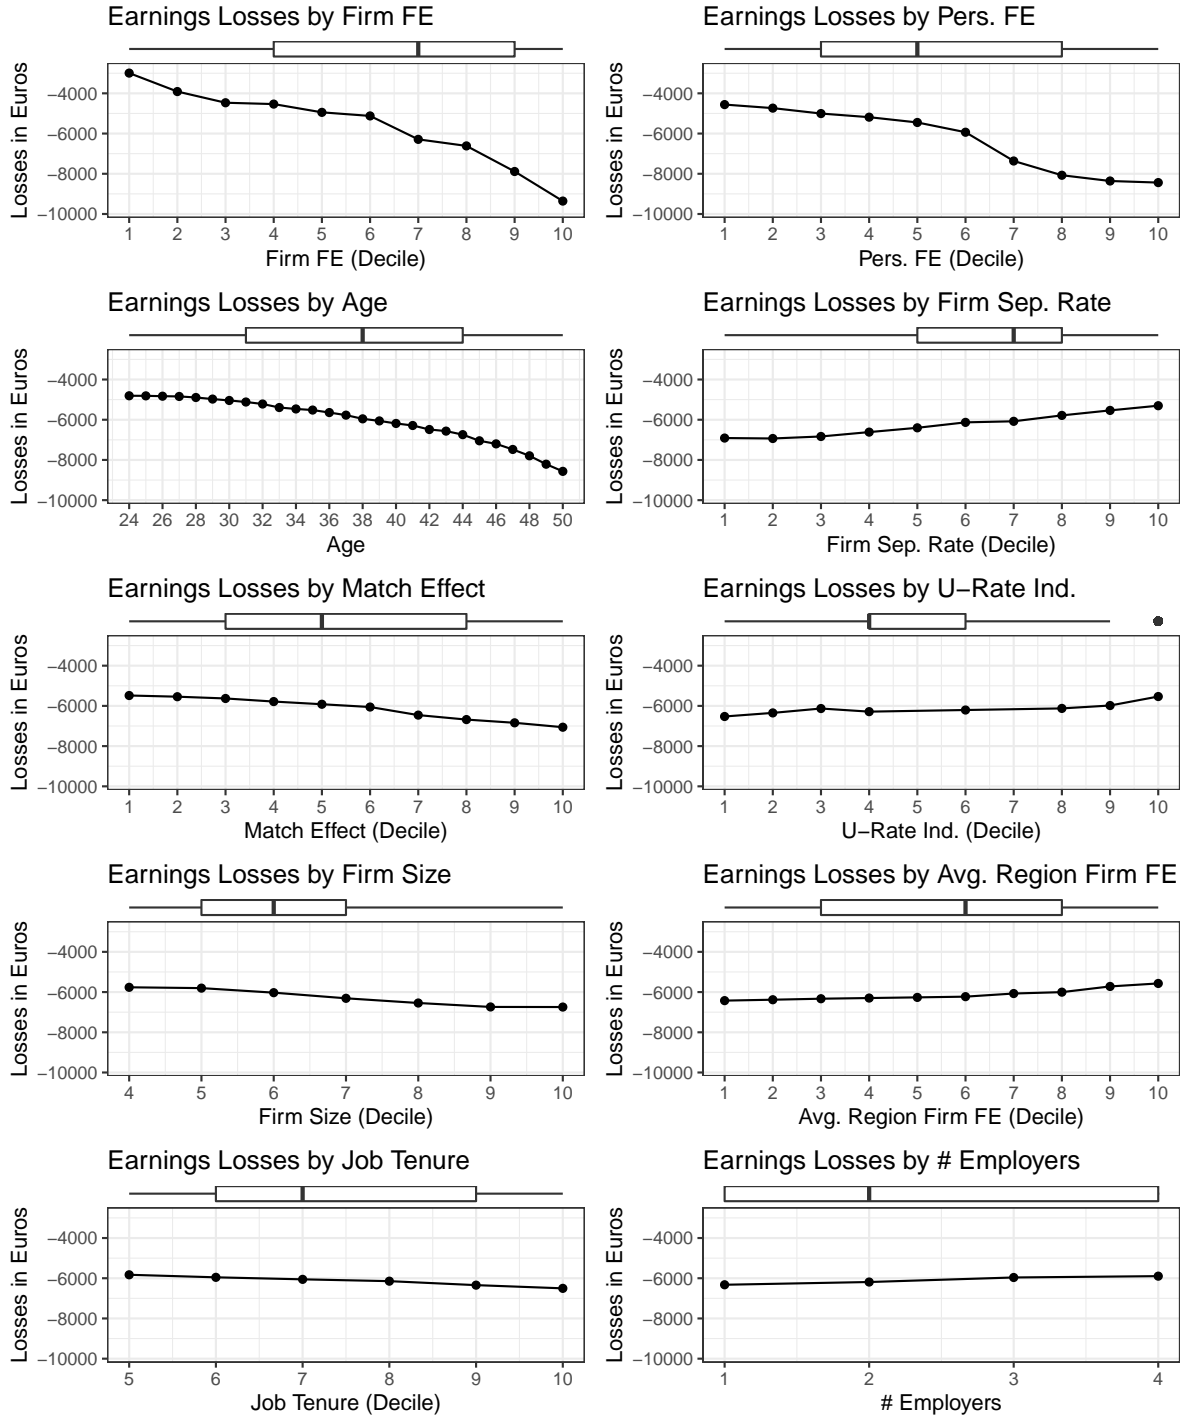 Earnings Losses by Firm FE
Losses in Euros
−4000
−6000
−8000
−10000
1 2 3 4 5 6 7 8 9 10
Firm FE (Decile)
Earnings Losses by Pers. FE
Losses in Euros
−4000
−6000
−8000
−10000
1 2 3 4 5 6 7 8 9 10
Pers. FE (Decile)
Earnings Losses by Age
Losses in Euros
−4000
−6000
−8000
−10000
24 26 28 30 32 34 36 38 40 42 44 46 48 50
Age
Earnings Losses by Firm Sep. Rate
Losses in Euros
−4000
−6000
−8000
−10000
1 2 3 4 5 6 7 8 9 10
Firm Sep. Rate (Decile)
Earnings Losses by Match Effect
Losses in Euros
−4000
−6000
−8000
−10000
1 2 3 4 5 6 7 8 9 10
Match Effect (Decile)
Earnings Losses by U−Rate Ind.
Losses in Euros
−4000
−6000
−8000
−10000
1 2 3 4 5 6 7 8 9 10
U−Rate Ind. (Decile)
Earnings Losses by Firm Size
Losses in Euros
−4000
−6000
−8000
−10000
4 5 6 7 8 9 10
Firm Size (Decile)
Earnings Losses by Avg. Region Firm FE
Losses in Euros
−4000
−6000
−8000
−10000
1 2 3 4 5 6 7 8 9 10
Avg. Region Firm FE (Decile)
Earnings Losses by Job Tenure
Losses in Euros
−4000
−6000
−8000
−10000
5 6 7 8 9 10
Job Tenure (Decile)
Earnings Losses by # Employers
Losses in Euros
−4000
−6000
−8000
−10000
1 2 3 4
# Employers